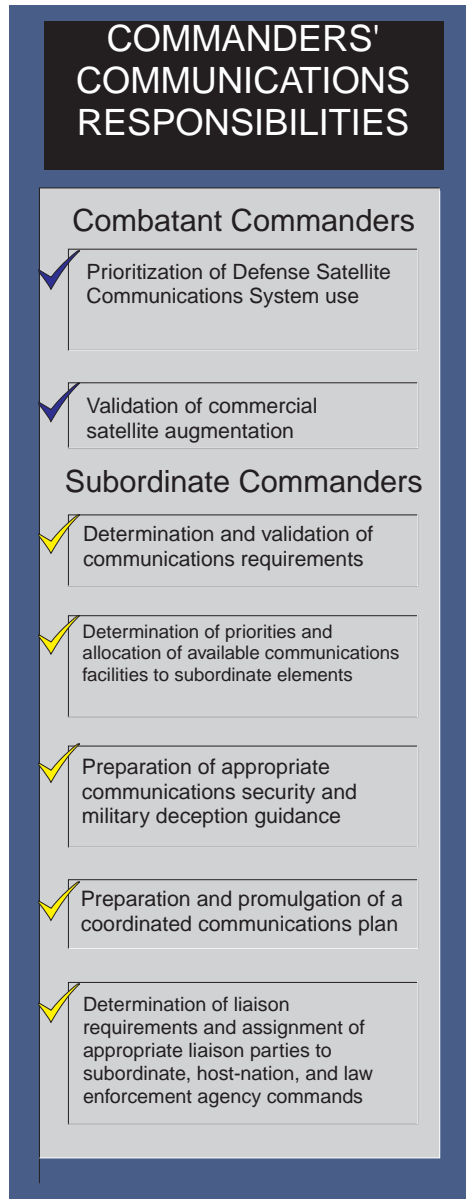 COMMANDERS'
COMMUNICATIONS
RESPONSIBILITIES
Combatant Commanders
Prioritization of Defense Satellite
Communications System use
Validation of commercial
satellite augmentation
Subordinate Commanders
Determination and validation of
communications requirements
Determination of priorities and
allocation of available communications
facilities to subordinate elements
Preparation of appropriate
communications security and
military deception guidance
Preparation and promulgation of a
coordinated communications plan
Determination of liaison
requirements and assignment of
appropriate liaison parties to
subordinate, host-nation, and law
enforcement agency commands